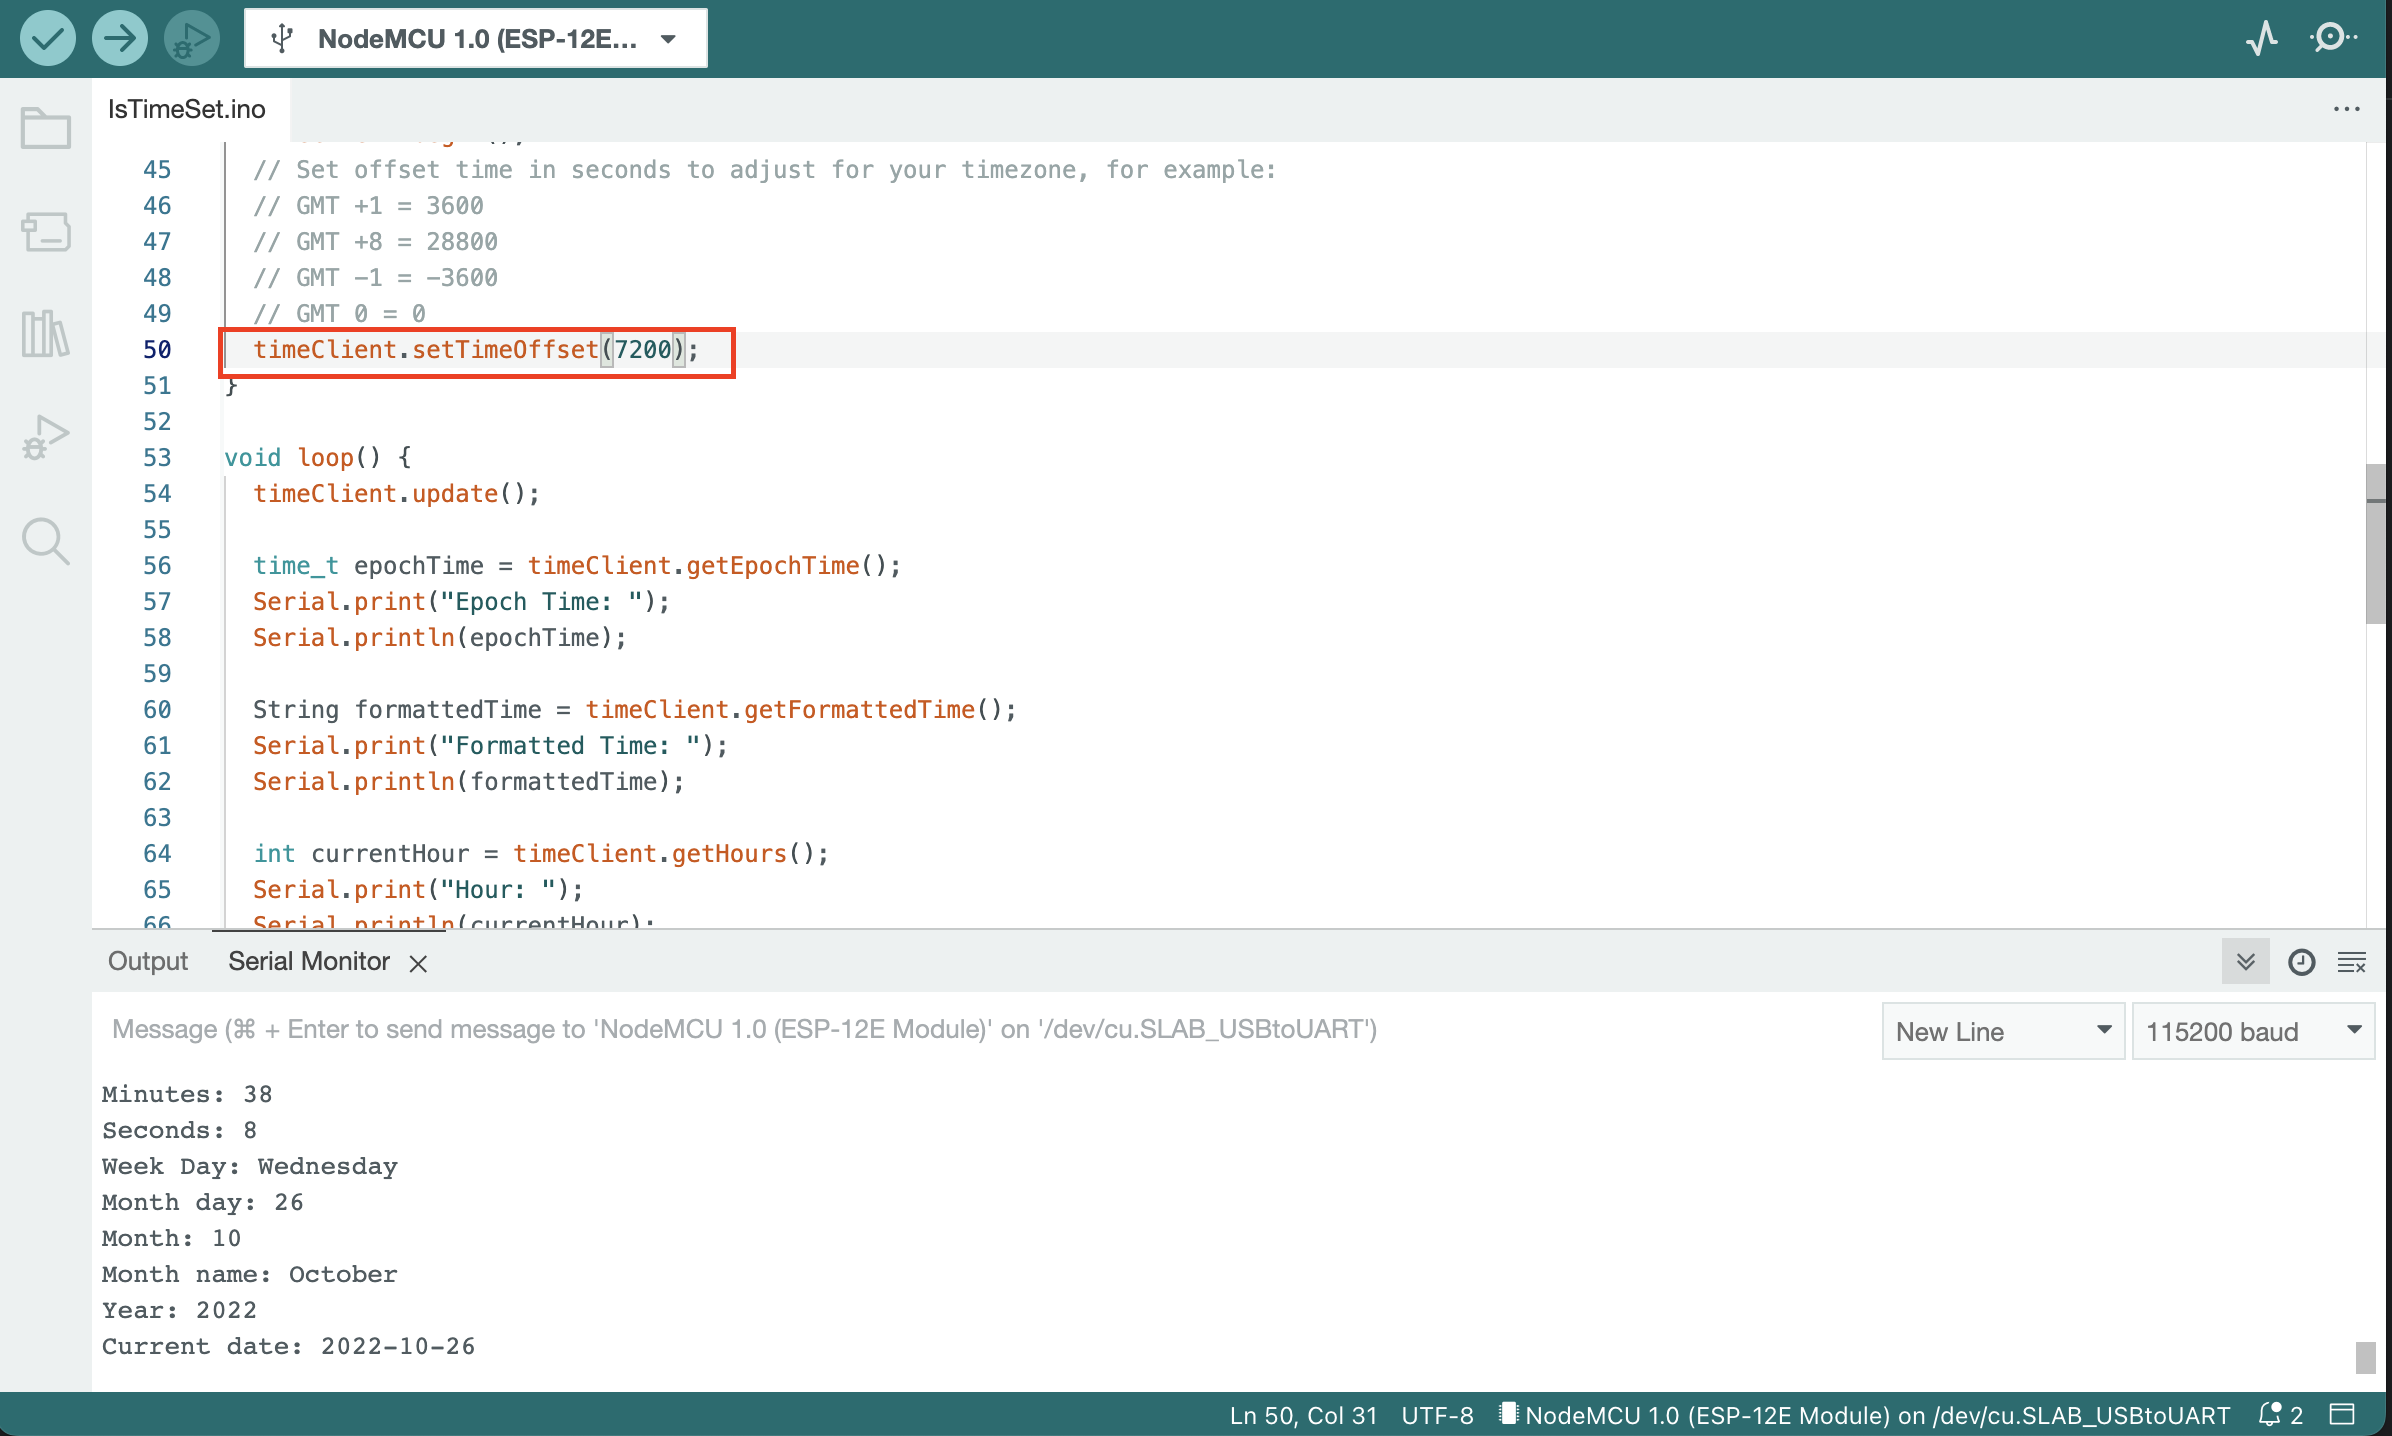 NodeMCU 1.0 (ESP-12E...
IsTimeSet.ino
45 // Set offset time in seconds to adjust for your timezone, for example:
46 // GMT +1 = 3600
47 // GMT +8 = 28800
48 // GMT -1 = -3600
49 // GMT 0 = 0
50 timeClient.setTimeOffset(7200);
51 }
52
53 void loop() {
54 timeClient.update();
55
56 time_t epochTime = timeClient.getEpochTime();
57 Serial.print("Epoch Time: ");
58 Serial.println(epochTime);
59
60 String formattedTime = timeClient.getFormattedTime();
61 Serial.print("Formatted Time: ");
62 Serial.println(formattedTime);
63
64 int currentHour = timeClient.getHours();
65 Serial.print("Hour: ");
66 Serial.println(currentHour);
Output Serial Monitor
Message (⌘ + Enter to send message to 'NodeMCU 1.0 (ESP-12E Module)' on '/dev/cu.SLAB_USBtoUART')
New Line 115200 baud
Minutes: 38
Seconds: 8
Week Day: Wednesday
Month day: 26
Month: 10
Month name: October
Year: 2022
Current date: 2022-10-26
Ln 50, Col 31 UTF-8 NodeMCU 1.0 (ESP-12E Module) on /dev/cu.SLAB_USBtoUART 2